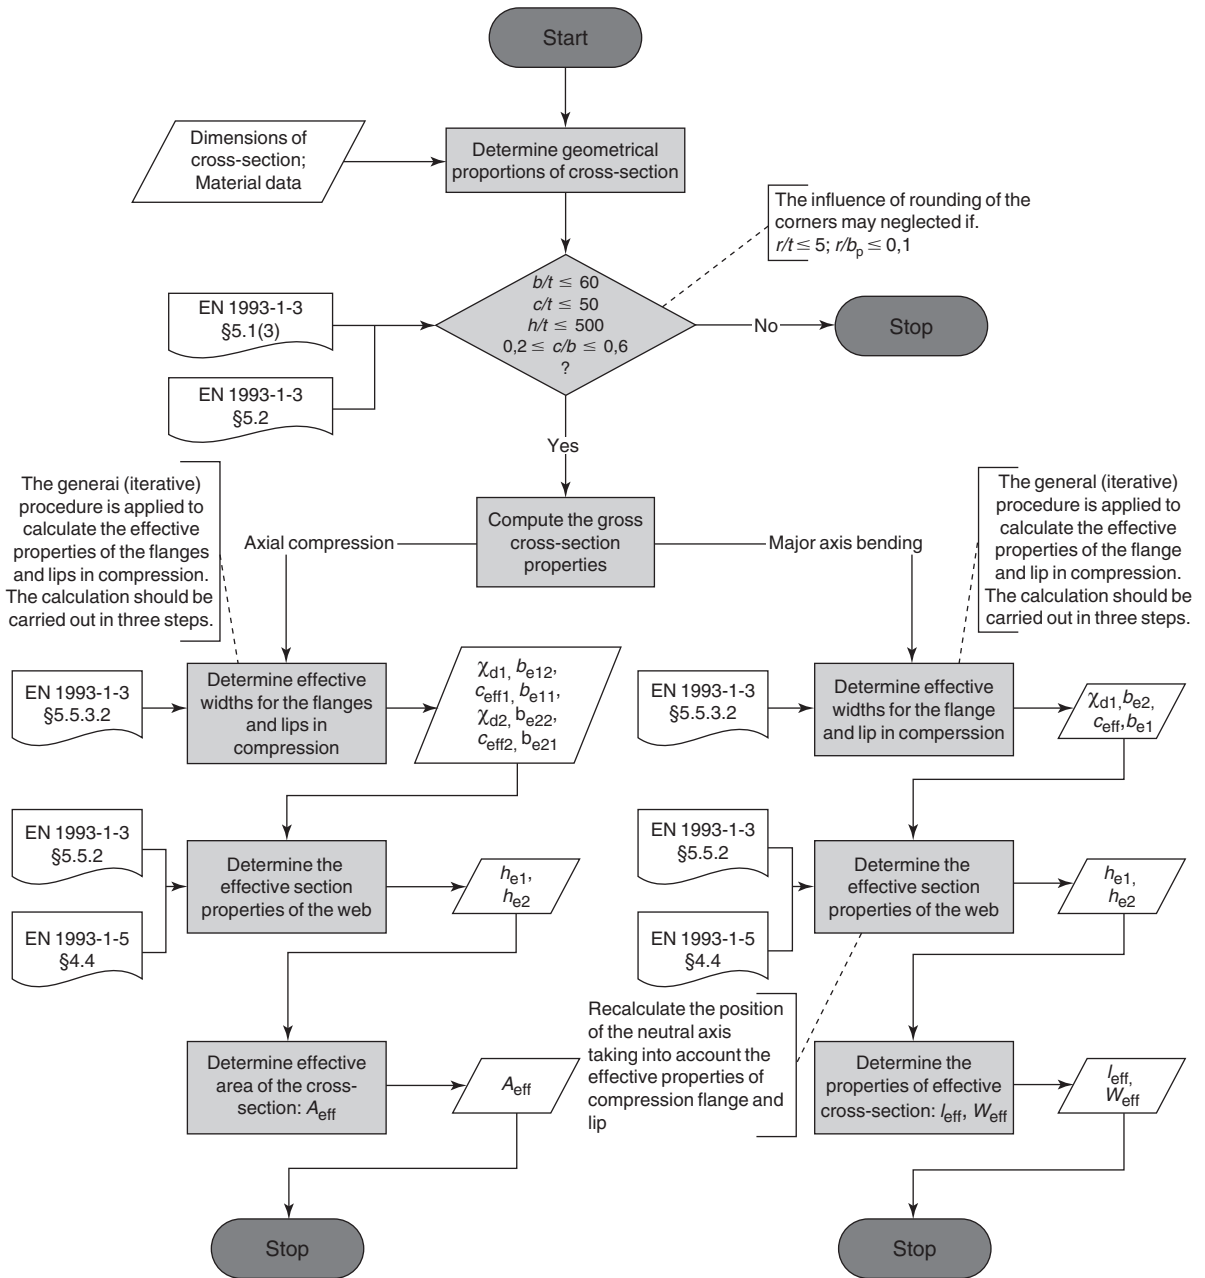 Start
Dimensions of
cross-section;
Material data
Determine geometrical
proportions of cross-section
The influence of rounding of the
corners may neglected if.
r/t ≤ 5; r/bp ≤ 0,1
b/t ≤ 60
c/t ≤ 50
h/t ≤ 500
0,2 ≤ c/b ≤ 0,6
?
EN 1993-1-3
§5.1(3)
EN 1993-1-3
§5.2
No
Stop
Yes
The generai (iterative)
procedure is applied to
calculate the effective
properties of the flanges
and lips in compression.
The calculation should be
carried out in three steps.
Axial compression
Compute the gross
cross-section
properties
Major axis bending
The general (iterative)
procedure is applied to
calculate the effective
properties of the flange
and lip in compression.
The calculation should be
carried out in three steps.
EN 1993-1-3
§5.5.3.2
Determine effective
widths for the flanges
and lips in
compression
χd1, be12,
ceff1, be11,
χd2, be22,
ceff2, be21
EN 1993-1-3
§5.5.2
EN 1993-1-5
§4.4
Determine the
effective section
properties of the web
he1,
he2
Determine effective
area of the cross-
section: Aeff
Aeff
Stop
EN 1993-1-3
§5.5.3.2
Determine effective
widths for the flange
and lip in comperssion
χd1, be2,
ceff, be1
EN 1993-1-3
§5.5.2
EN 1993-1-5
§4.4
Determine the
effective section
properties of the web
he1,
he2
Recalculate the position
of the neutral axis
taking into account the
effective properties of
compression flange and
lip
Determine the
properties of effective
cross-section: Ieff, Weff
Ieff,
Weff
Stop